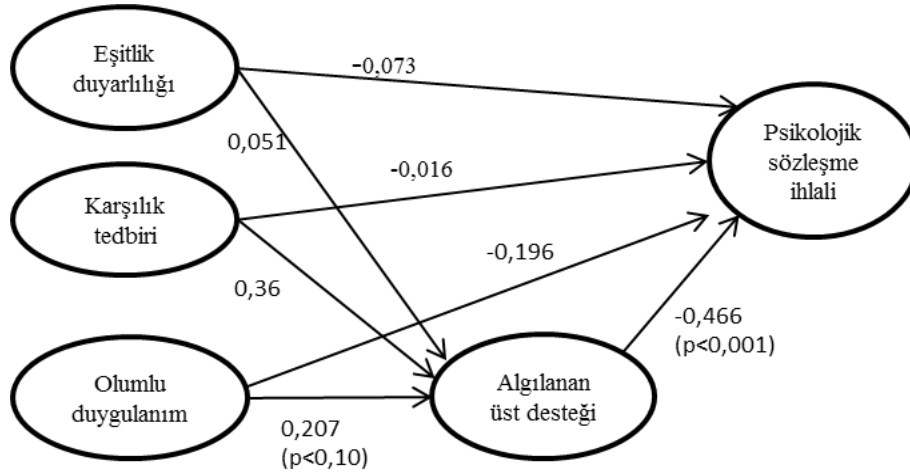 Eşitlik
duyarlılığı
-0,073
Psikolojik
sözleşme
ihlali
0,051
-0,016
Karşılık
tedbiri
-0,196
0,36
-0,466
(p<0,001)
Olumlu
duygulanım
Algılanan
üst desteği
0,207
(p<0,10)